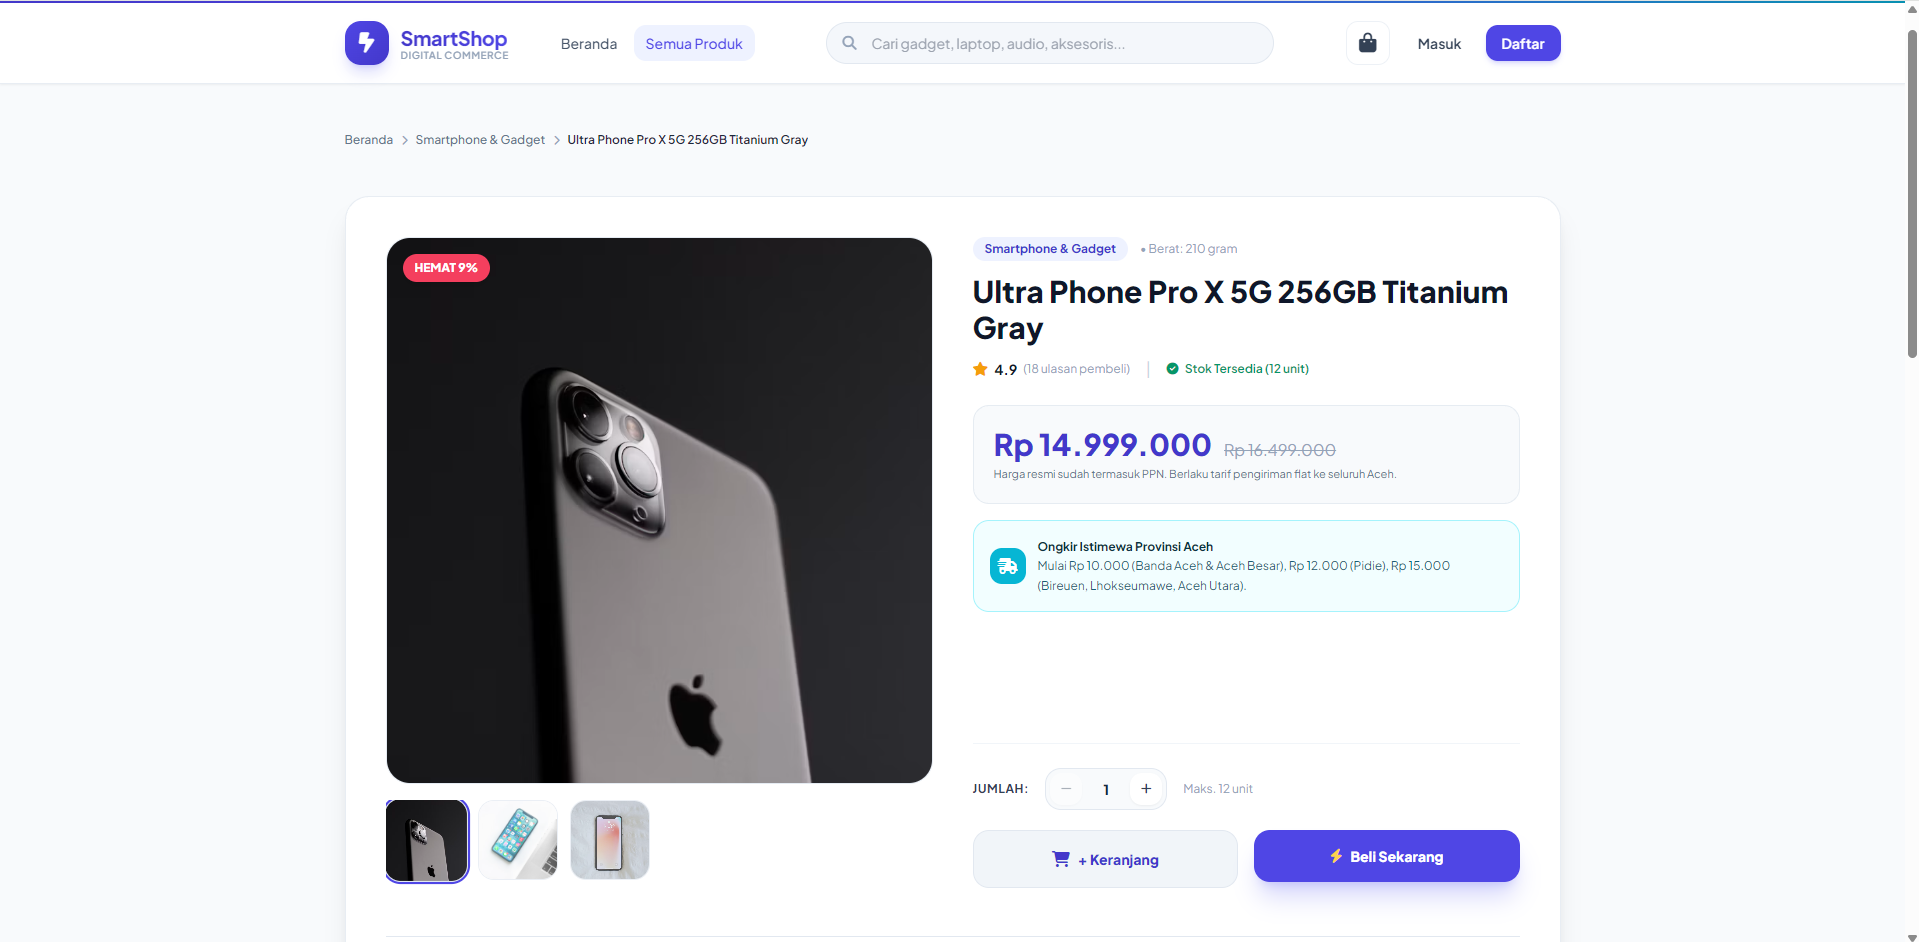 SmartShop
DIGITAL COMMERCE
Beranda
Semua Produk
Cari gadget, laptop, audio, aksesoris...
Masuk
Daftar
Beranda > Smartphone & Gadget > Ultra Phone Pro X 5G 256GB Titanium Gray
HEMAT 9%
Smartphone & Gadget
• Berat: 210 gram
Ultra Phone Pro X 5G 256GB Titanium
Gray
4.9 (18 ulasan pembeli)
Stok Tersedia (12 unit)
Rp 14.999.000 Rp 16.499.000
Harga resmi sudah termasuk PPN. Berlaku tarif pengiriman flat ke seluruh Aceh.
Ongkir Istimewa Provinsi Aceh
Mulai Rp 10.000 (Banda Aceh & Aceh Besar), Rp 12.000 (Pidie), Rp 15.000
(Bireuen, Lhokseumawe, Aceh Utara).
JUMLAH: − 1 + Maks. 12 unit
+ Keranjang
Beli Sekarang